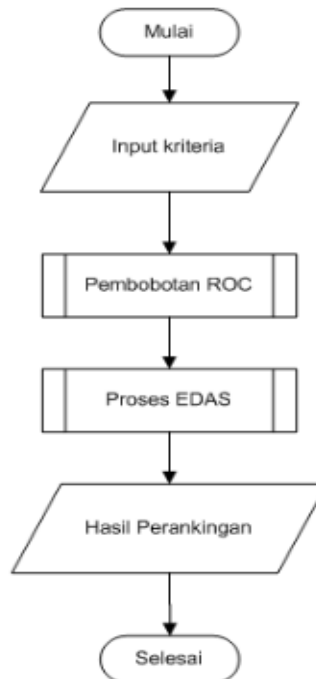 Mulai
Input kriteria
Pembobotan ROC
Proses EDAS
Hasil Perankingan
Selesai